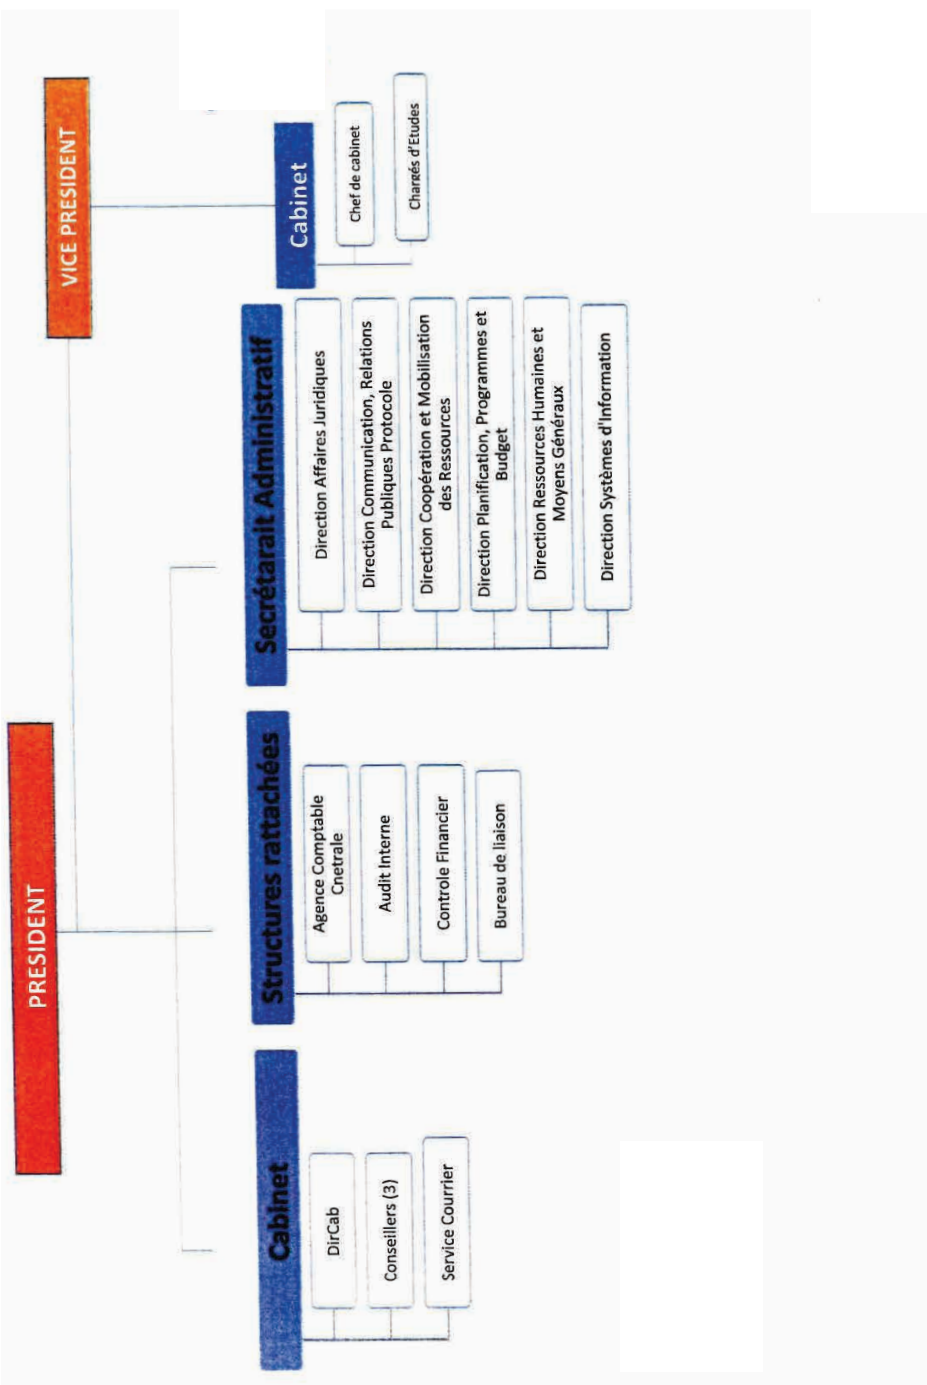 PRESIDENT
VICE PRESIDENT
Cabinet
DirCab
Conseillers (3)
Service Courrier
Structures rattachées
Agence Comptable
Cnetrale
Audit Interne
Controle Financier
Bureau de liaison
Secrétarait Administratif
Direction Affaires Juridiques
Direction Communication, Relations
Publiques Protocole
Direction Coopération et Mobilisation
des Ressources
Direction Planification, Programmes et
Budget
Direction Ressources Humaines et
Moyens Généraux
Direction Systèmes d'Information
Cabinet
Chef de cabinet
Chargés d'Etudes